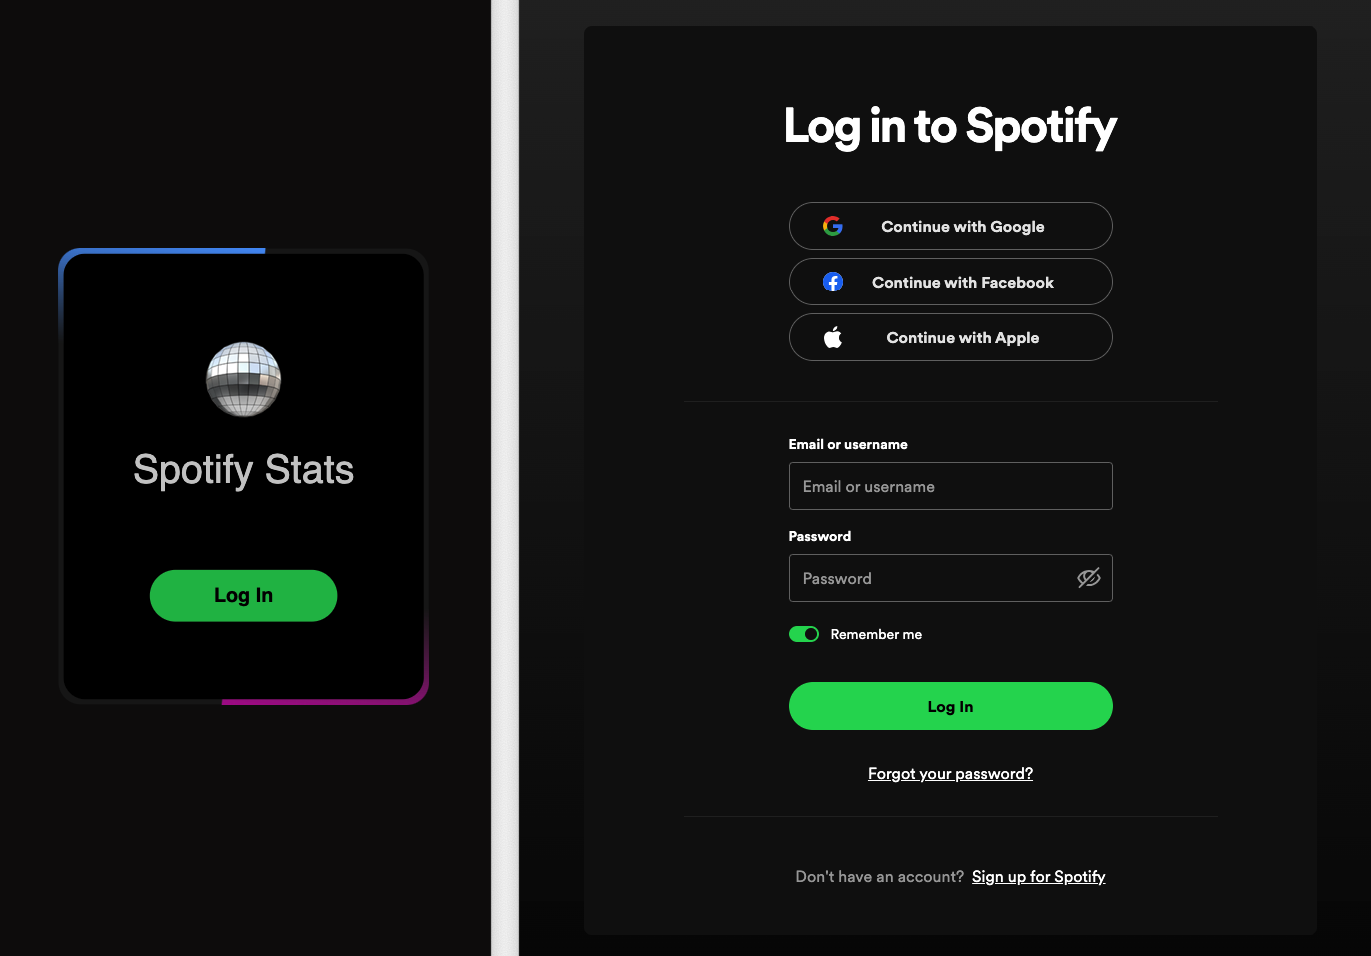 Spotify Stats
Log In
Log in to Spotify
Continue with Google
Continue with Facebook
Continue with Apple
Email or username
Email or username
Password
Password
Remember me
Log In
Forgot your password?
Don't have an account? Sign up for Spotify